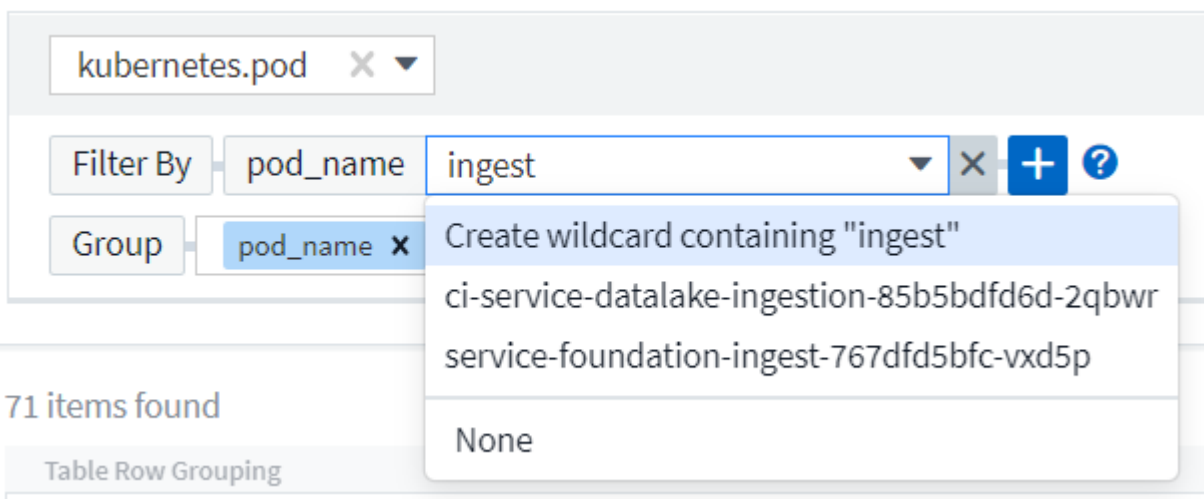 kubernetes.pod
Filter By pod_name ingest
Group pod_name
Create wildcard containing "ingest"
ci-service-datalake-ingestion-85b5bdfd6d-2qbwr
service-foundation-ingest-767dfd5bfc-vxd5p
None
71 items found
Table Row Grouping